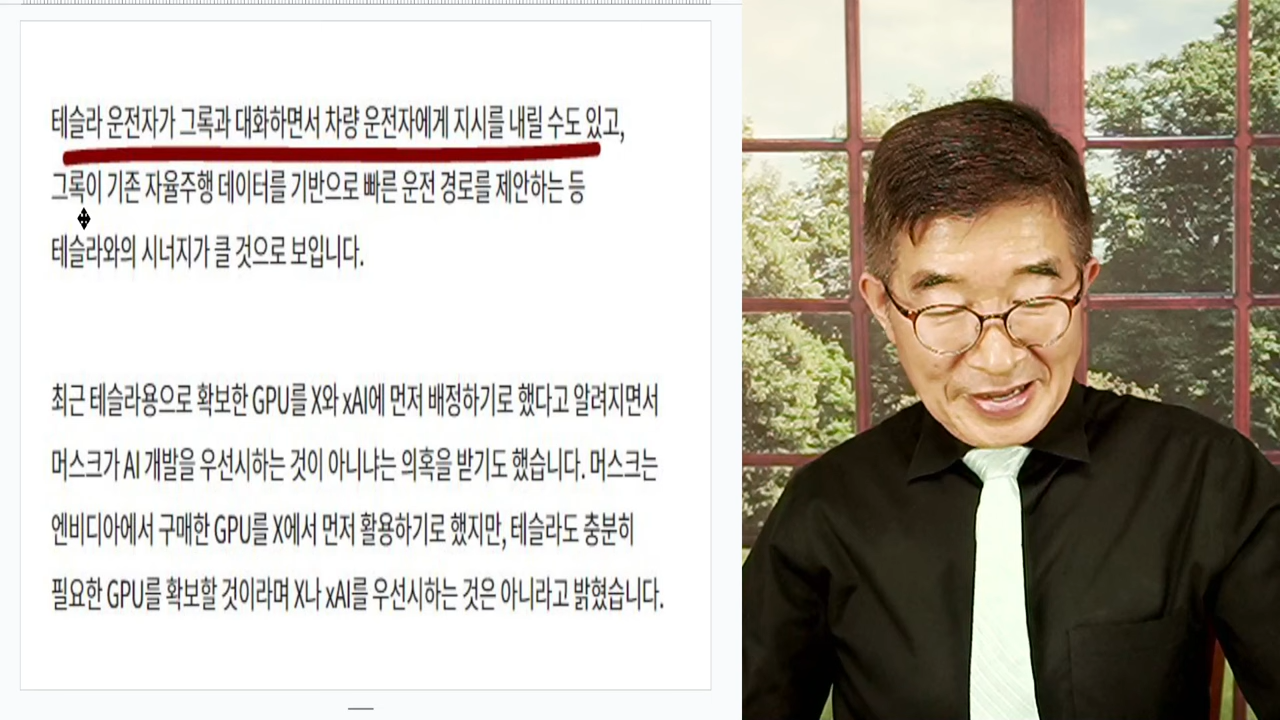 테슬라 운전자가 그록과 대화하면서 차량 운전자에게 지시를 내릴 수도 있고,
그록이 기존 자율주행 데이터를 기반으로 빠른 운전 경로를 제안하는 등
테슬라와의 시너지가 클 것으로 보입니다.
최근 테슬라용으로 확보한 GPU를 X와 xAI에 먼저 배정하기로 했다고 알려지면서
머스크가 AI 개발을 우선시하는 것이 아니냐는 의혹을 받기도 했습니다. 머스크는
엔비디아에서 구매한 GPU를 X에서 먼저 활용하기로 했지만, 테슬라도 충분히
필요한 GPU를 확보할 것이라며 X나 xAI를 우선시하는 것은 아니라고 밝혔습니다.